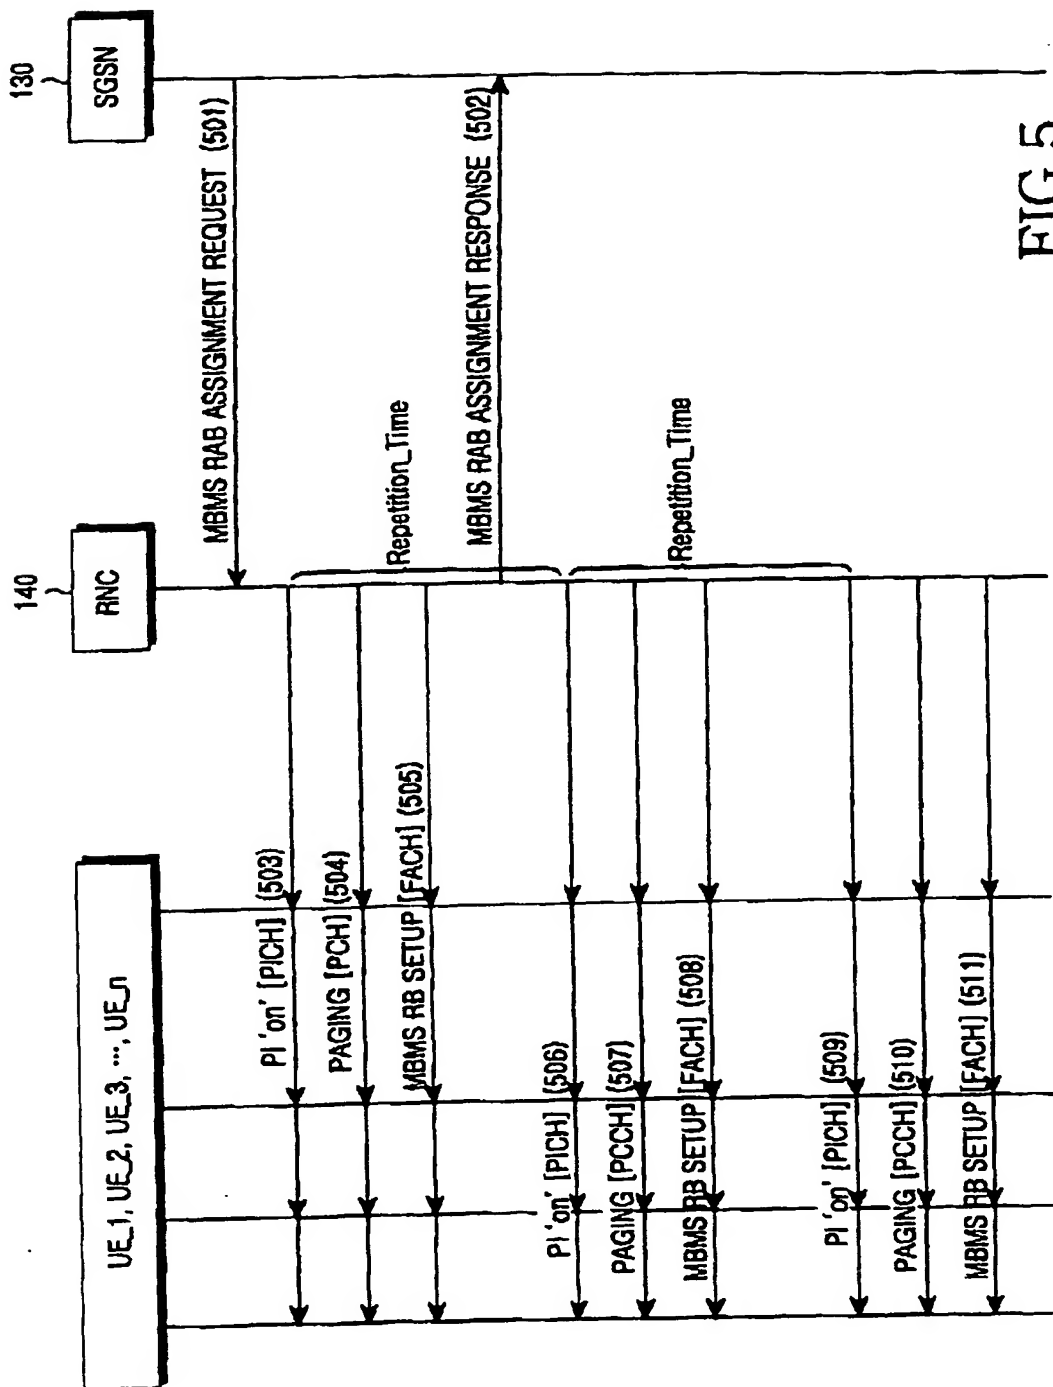 UE_1, UE_2, UE_3, ..., UE_n
140
RNC
130
SGSN
MBMS RAB ASSIGNMENT REQUEST (501)
PI 'on' [PICH] (503)
PAGING [PCH] (504)
Repetition_Time
MBMS RB SETUP [FACH] (505)
MBMS RAB ASSIGNMENT RESPONSE (502)
PI 'on' [PICH] (506)
PAGING [PCCH] (507)
Repetition_Time
MBMS RB SETUP [FACH] (508)
PI 'on' [PICH] (509)
PAGING [PCCH] (510)
MBMS RB SETUP [FACH] (511)
FIG.5